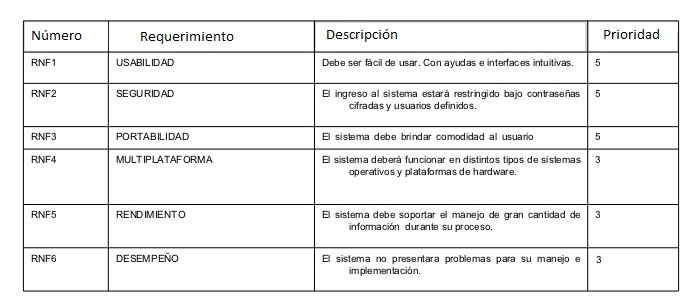 Número Requerimiento Descripción Prioridad
RNF1 USABILIDAD Debe ser fácil de usar. Con ayudas e interfaces intuitivas. 5
RNF2 SEGURIDAD El ingreso al sistema estará restringido bajo contraseñas 5
cifradas y usuarios definidos.
RNF3 PORTABILIDAD El sistema debe brindar comodidad al usuario 5
RNF4 MULTIPLATAFORMA El sistema deberá funcionar en distintos tipos de sistemas 3
operativos y plataformas de hardware.
RNF5 RENDIMIENTO El sistema debe soportar el manejo de gran cantidad de 3
información durante su proceso.
RNF6 DESEMPEÑO El sistema no presentara problemas para su manejo e 3
implementación.